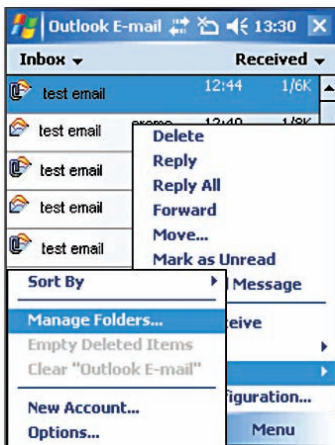 Outlook E-mail 13:30
Inbox Received
test email 12:44 1/6K
test email 12:40 1/8K
test email
test email
test email
Delete
Reply
Reply All
Forward
Move...
Mark as Unread
Message
eive
iguration...
Menu
Sort By
Manage Folders...
Empty Deleted Items
Clear "Outlook E-mail"
New Account...
Options...